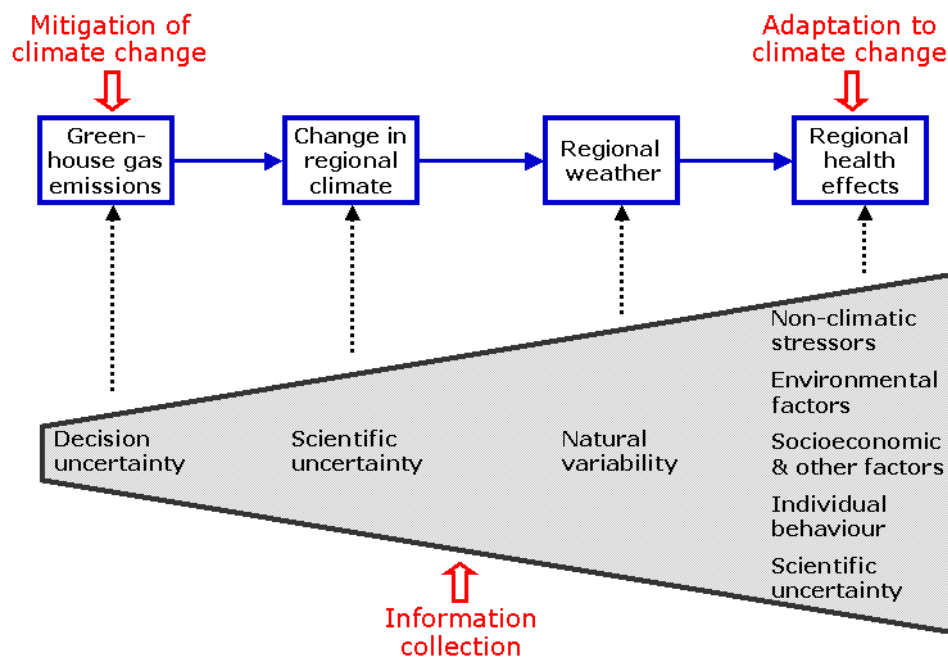 Mitigation of
climate change
Adaptation to
climate change
Green-
house gas
emissions
Change in
regional
climate
Regional
weather
Regional
health
effects
Decision
uncertainty
Scientific
uncertainty
Natural
variability
Non-climatic
stressors
Environmental
factors
Socioeconomic
& other factors
Individual
behaviour
Scientific
uncertainty
Information
collection